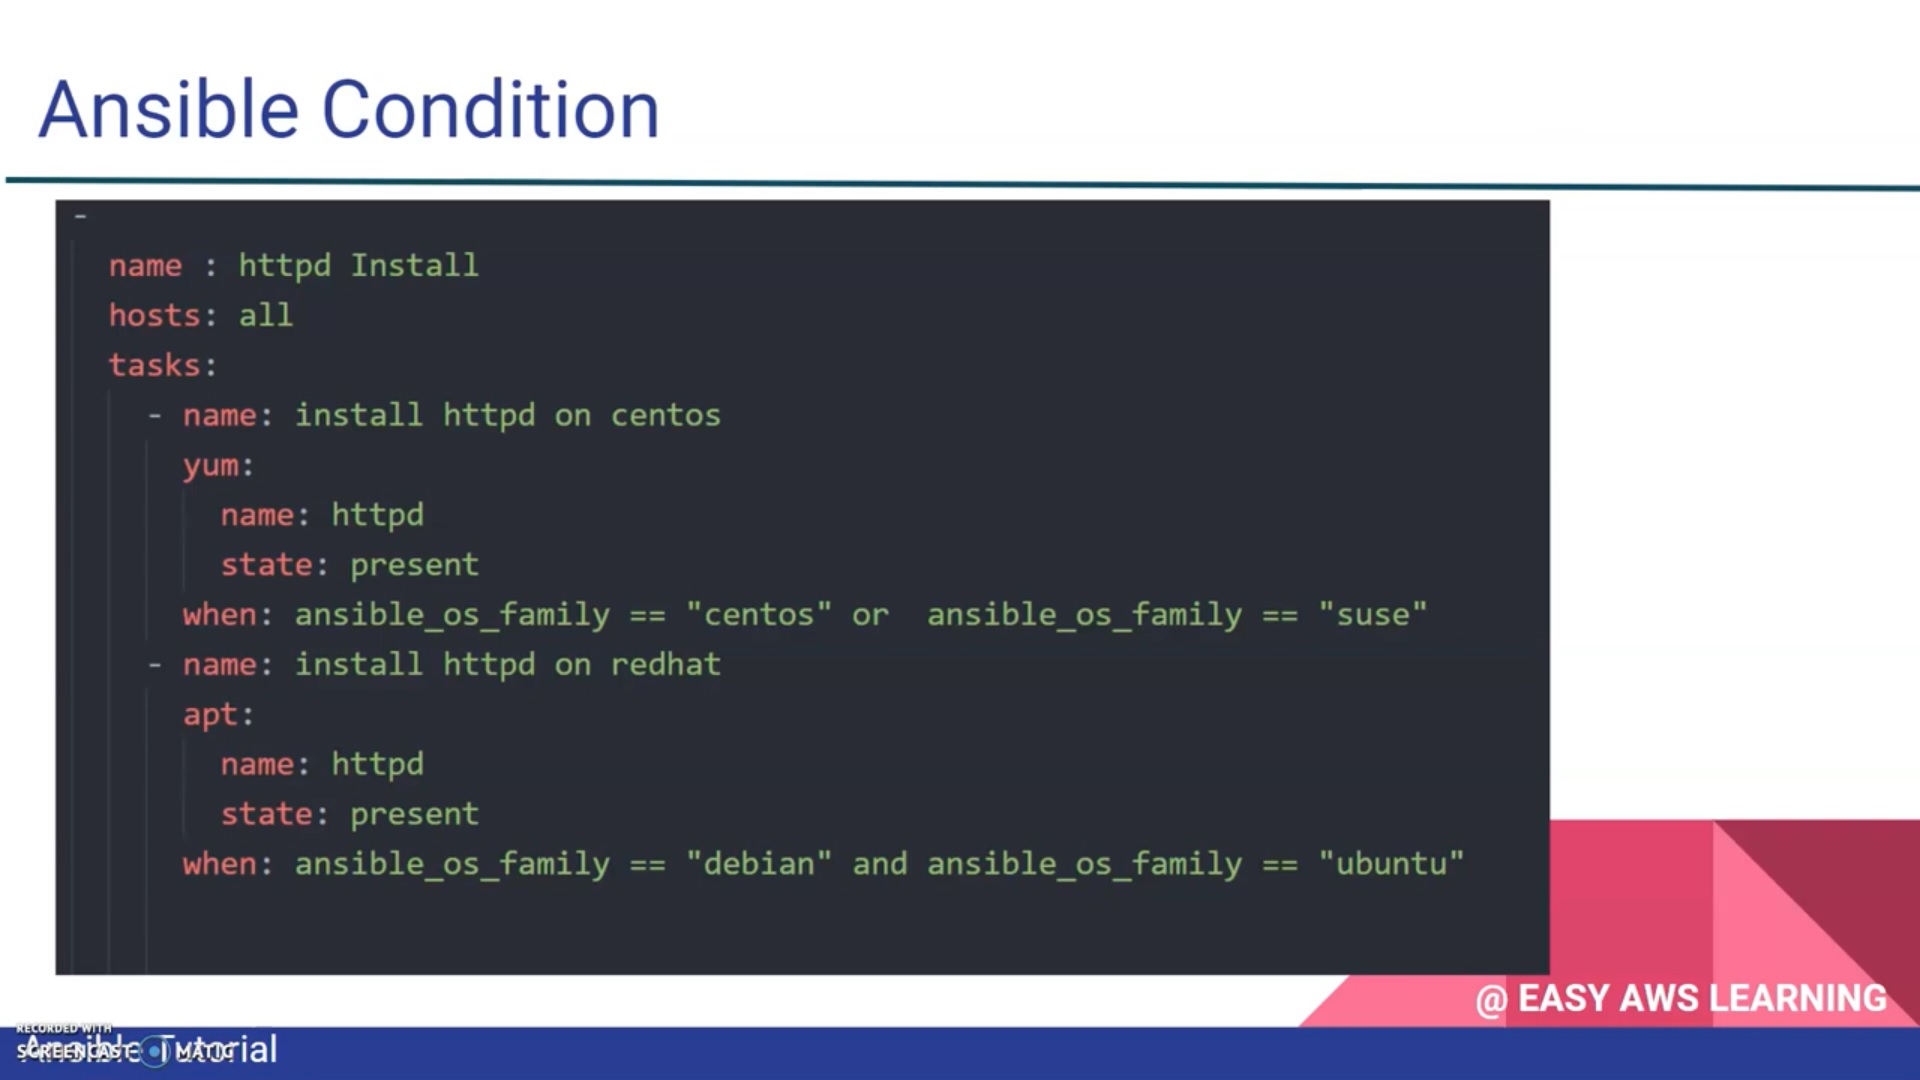 Ansible Condition
-
name : httpd Install
hosts: all
tasks:
- name: install httpd on centos
yum:
name: httpd
state: present
when: ansible_os_family == "centos" or  ansible_os_family == "suse"
- name: install httpd on redhat
apt:
name: httpd
state: present
when: ansible_os_family == "debian" and ansible_os_family == "ubuntu"
@ EASY AWS LEARNING
RECORDED WITH
SCREENCAST MATIC
Ansible Tutorial